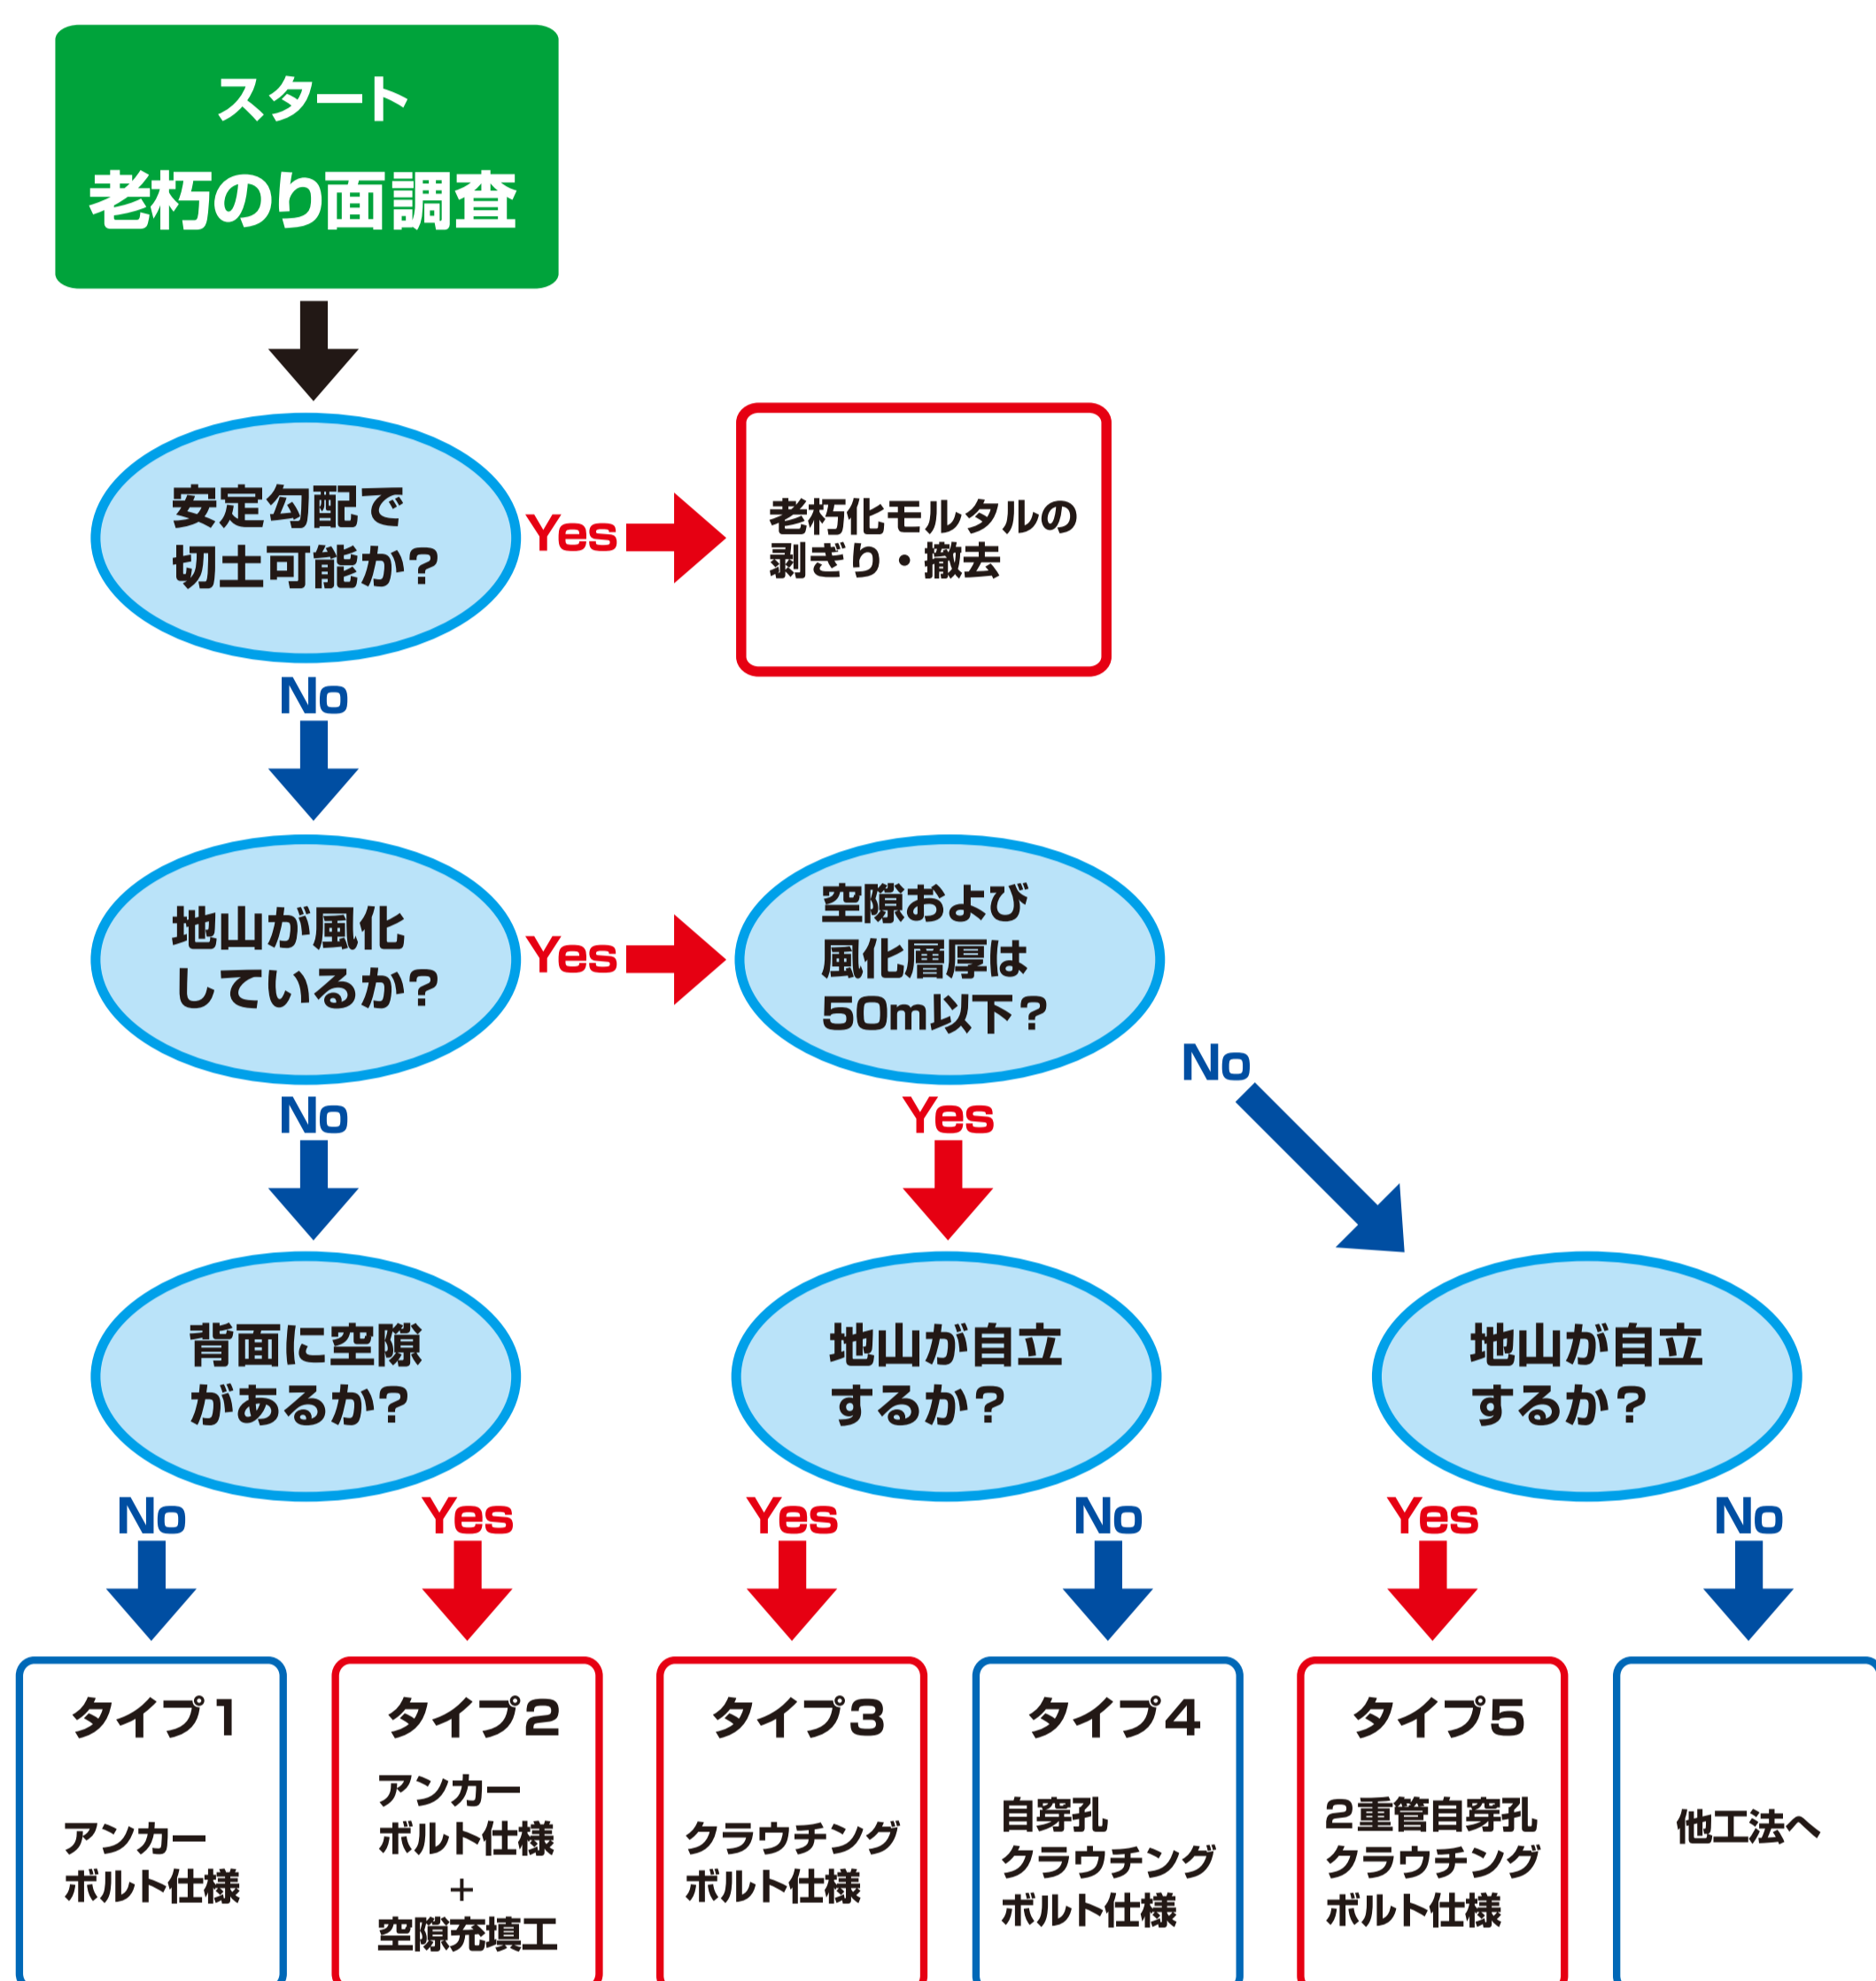 スタート
老朽のり面調査
安定勾配で
切土可能か?
Yes
老朽化モルタルの
剥ぎり・撤去
No
地山が風化
しているか?
Yes
空隙および
風化層厚は
50m以下?
No
No
Yes
背面に空隙
があるか?
地山が自立
するか?
地山が自立
するか?
No
Yes
Yes
No
Yes
No
タイプ1
アンカー
ボルト仕様
タイプ2
アンカー
ボルト仕様
+
空隙充填工
タイプ3
クラウチング
ボルト仕様
タイプ4
自穿孔
クラウチング
ボルト仕様
タイプ5
2重管自穿孔
クラウチング
ボルト仕様
他工法へ